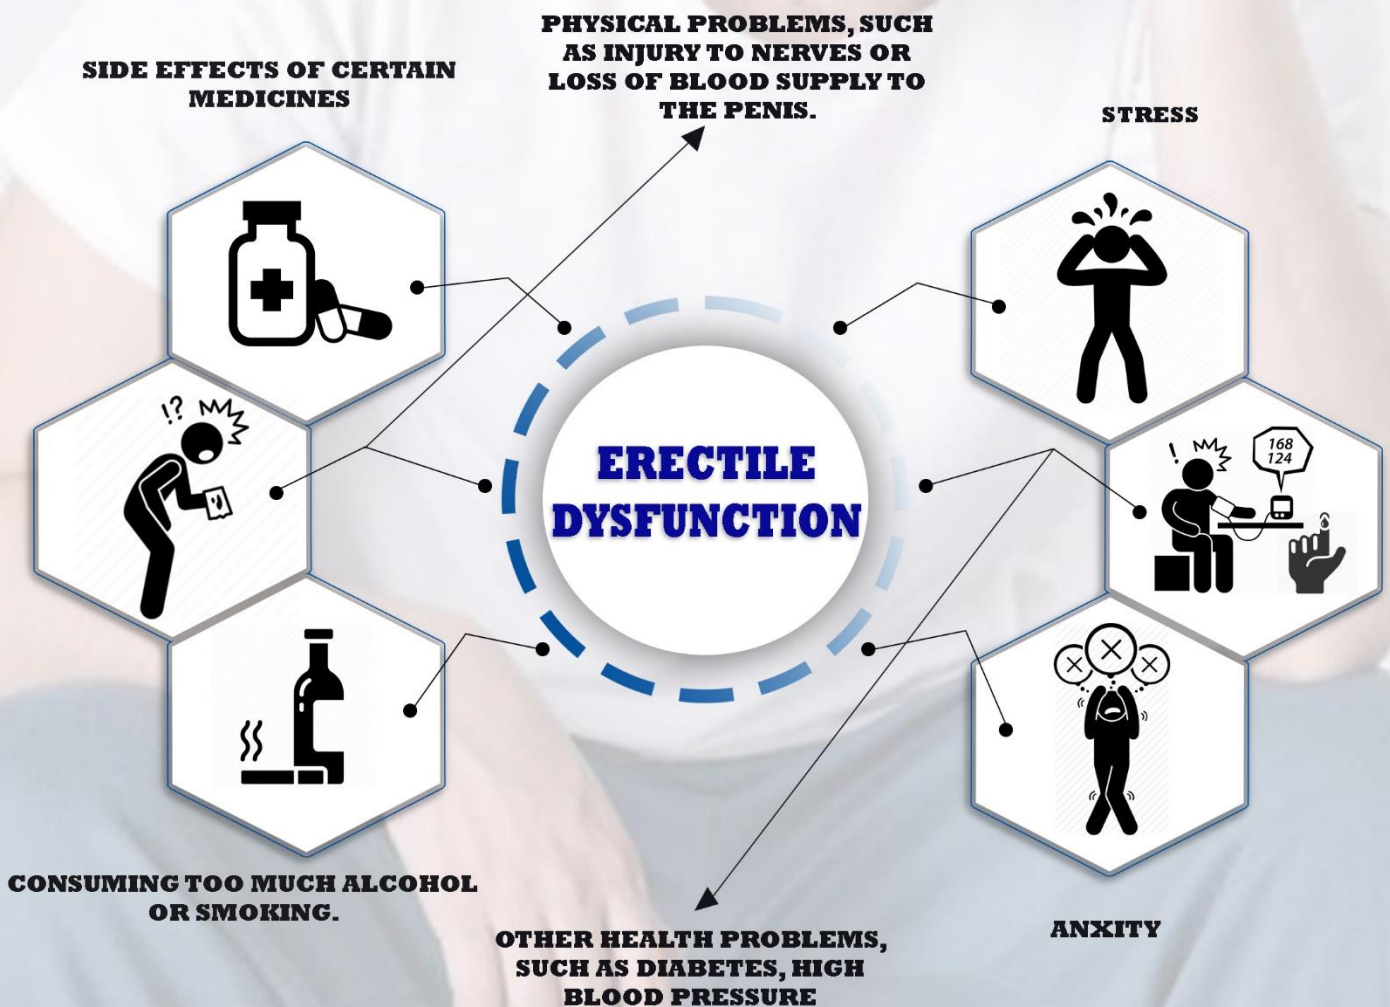 PHYSICAL PROBLEMS, SUCH
AS INJURY TO NERVES OR
LOSS OF BLOOD SUPPLY TO
THE PENIS.
SIDE EFFECTS OF CERTAIN
MEDICINES
STRESS
!?
ERECTILE
DYSFUNCTION
!
168
124
CONSUMING TOO MUCH ALCOHOL
OR SMOKING.
OTHER HEALTH PROBLEMS,
SUCH AS DIABETES, HIGH
BLOOD PRESSURE
ANXITY